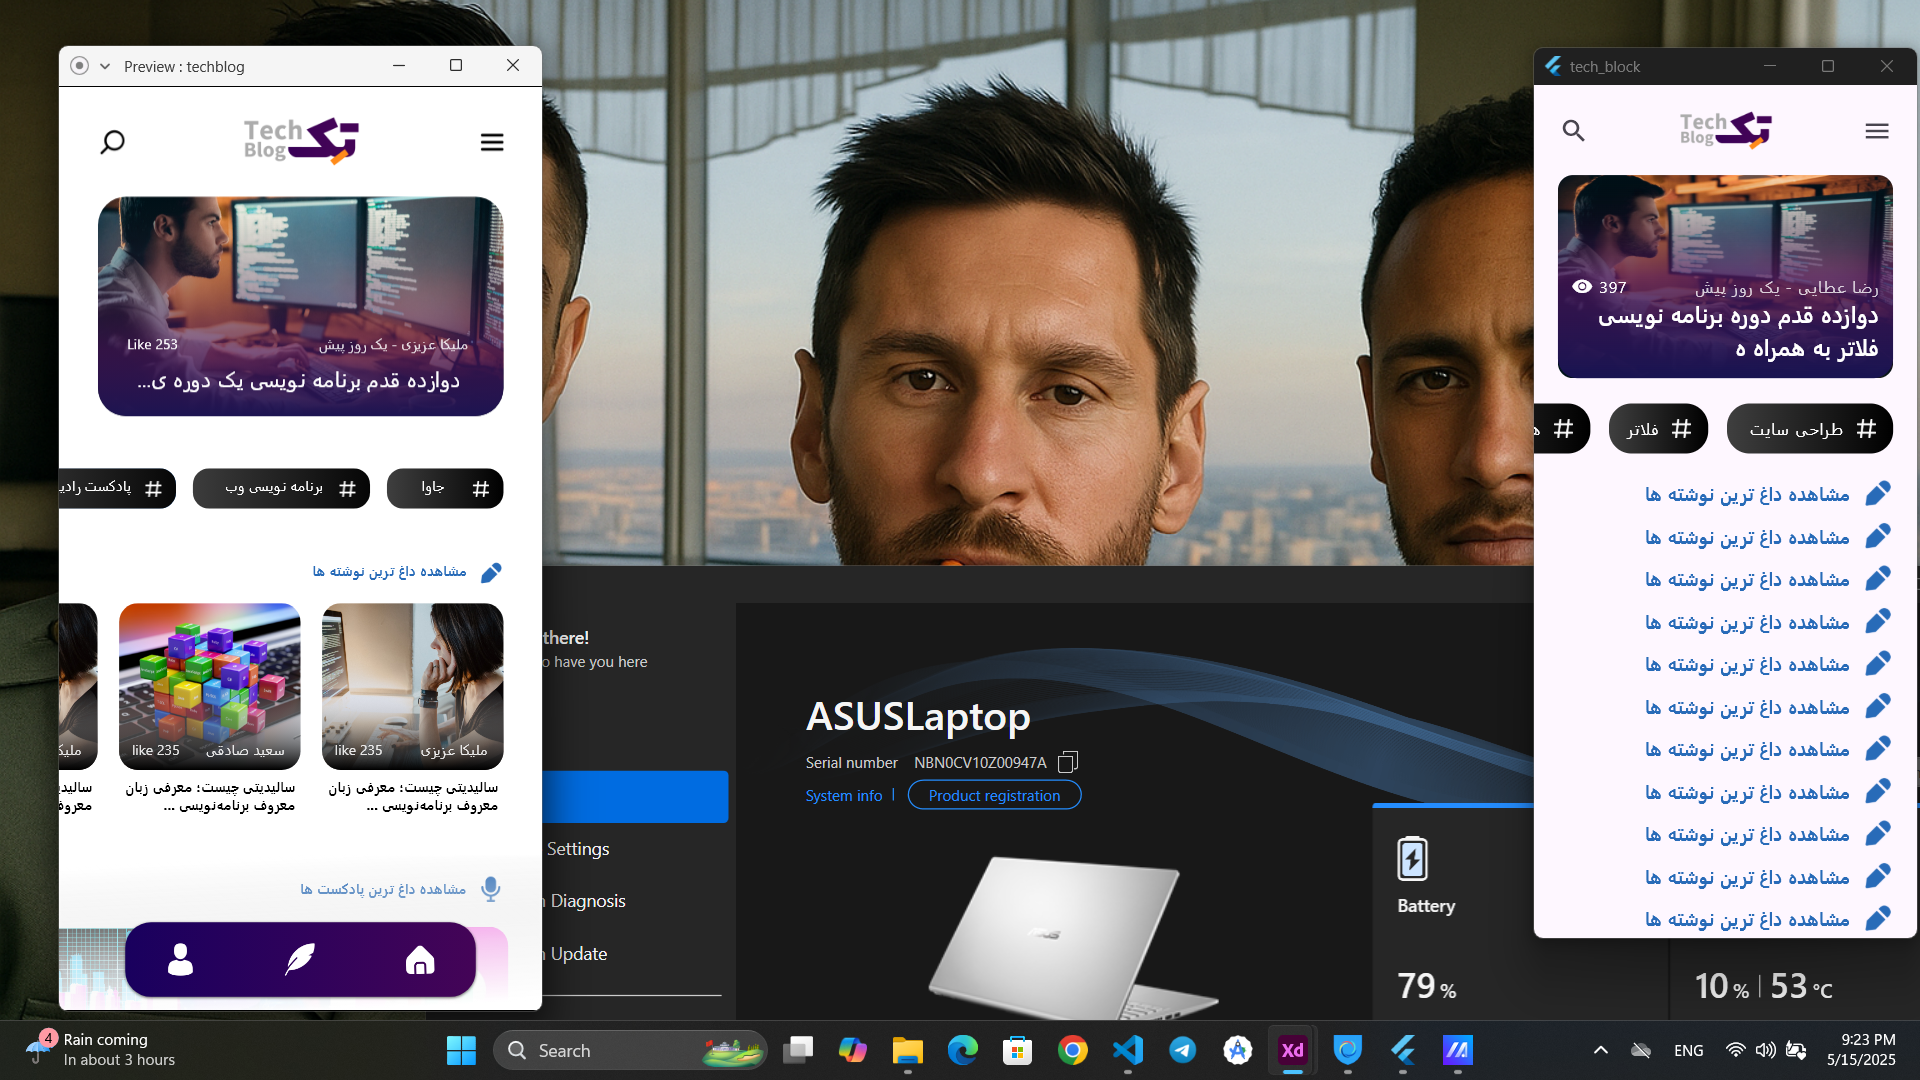 Preview : techblog
Tech
Blog تک
Like 253
ملیکا عزیزی - یک روز پیش
دوازده قدم برنامه نویسی یک دوره ی...
جاوا
برنامه نویسی وب
پادکست
مشاهده داغ ترین نوشته ها
like 235
ملیکا عزیزی
سالیدیتی چیست؛ معرفی زبان
معروف برنامه‌نویسی ...
like 235
سعید صادقی
سالیدیتی چیست؛ معرفی زبان
معروف برنامه‌نویسی ...
مشاهده داغ ترین پادکست ها
there!
have you here
Settings
Diagnosis
Update
ASUSLaptop
Serial number NBN0CV10Z00947A
System info | Product registration
ASUS
Battery
79 %
10 % | 53 °C
tech_block
Tech
Blog تک
397
رضا عطایی - یک روز پیش
دوازده قدم دوره برنامه نویسی
فلاتر به همراه ه
# طراحی سایت
# فلاتر
#
مشاهده داغ ترین نوشته ها
مشاهده داغ ترین نوشته ها
مشاهده داغ ترین نوشته ها
مشاهده داغ ترین نوشته ها
مشاهده داغ ترین نوشته ها
مشاهده داغ ترین نوشته ها
مشاهده داغ ترین نوشته ها
مشاهده داغ ترین نوشته ها
مشاهده داغ ترین نوشته ها
مشاهده داغ ترین نوشته ها
مشاهده داغ ترین نوشته ها
4
Rain coming
In about 3 hours
Search
Xd
ENG
9:23 PM
5/15/2025